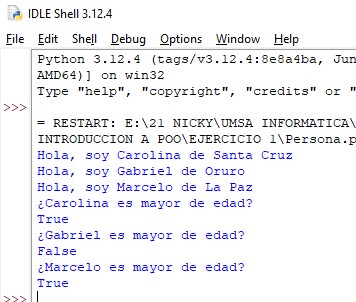 IDLE Shell 3.12.4
File Edit Shell Debug Options Window Help
Python 3.12.4 (tags/v3.12.4:8e8a4ba, Jun
AMD64)] on win32
Type "help", "copyright", "credits" or "
>>>
= RESTART: E:\21 NICKY\UMSA INFORMATICA\
INTRODUCCION A POO\EJERCICIO 1\Persona.p
Hola, soy Carolina de Santa Cruz
Hola, soy Gabriel de Oruro
Hola, soy Marcelo de La Paz
¿Carolina es mayor de edad?
True
¿Gabriel es mayor de edad?
False
¿Marcelo es mayor de edad?
True
>>>